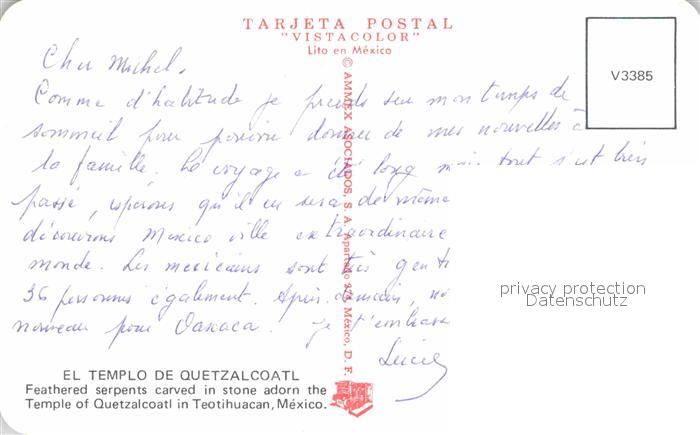 TARJETA POSTAL
"VISTACOLOR"
Lito en México
V3385
Cher Michel,
Comme d'habitude je prends sur mon temps de
sommeil pour pouvoir donner de mes nouvelles à
la famille. Le voyage a été long mais tout s'est bien
passé, espérons qu'il en sera de même
découvrons Mexico ville extraordinaire
monde. Les mexicains sont très gentils
36 personnes également. Après demain,
nouveau pour Oaxaca. Je t'embrasse
Lucie
© AMMEX ASOCIADOS, S. A. Apartado México, D. F.
privacy protection
Datenschutz
EL TEMPLO DE QUETZALCOATL
Feathered serpents carved in stone adorn the
Temple of Quetzalcoatl in Teotihuacan, México.